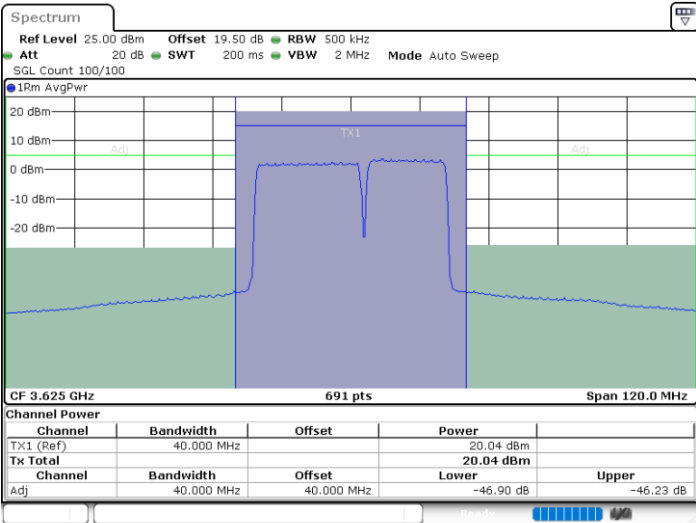 Spectrum
Ref Level 25.00 dBm Offset 19.50 dB RBW 500 kHz
Att 20 dB SWT 200 ms VBW 2 MHz Mode Auto Sweep
SGL Count 100/100
1Rm AvgPwr
20 dBm
TX1
10 dBm
Adj Adj
0 dBm
-10 dBm
-20 dBm
CF 3.625 GHz 691 pts Span 120.0 MHz
Channel Power
Channel Bandwidth Offset Power
TX1 (Ref) 40.000 MHz 20.04 dBm
Tx Total 20.04 dBm
Channel Bandwidth Offset Lower Upper
Adj 40.000 MHz 40.000 MHz -46.90 dB -46.23 dB
Ready